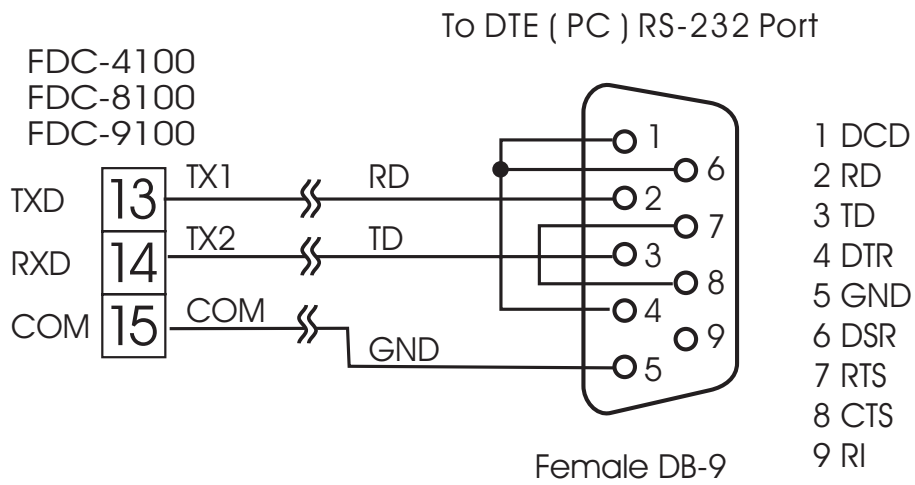 To DTE ( PC ) RS-232 Port
FDC-4100
FDC-8100
FDC-9100
TXD 13 TX1 RD
RXD 14 TX2 TD
COM 15 COM GND
1
6
2
7
3
8
4
9
5
1 DCD
2 RD
3 TD
4 DTR
5 GND
6 DSR
7 RTS
8 CTS
9 RI
Female DB-9